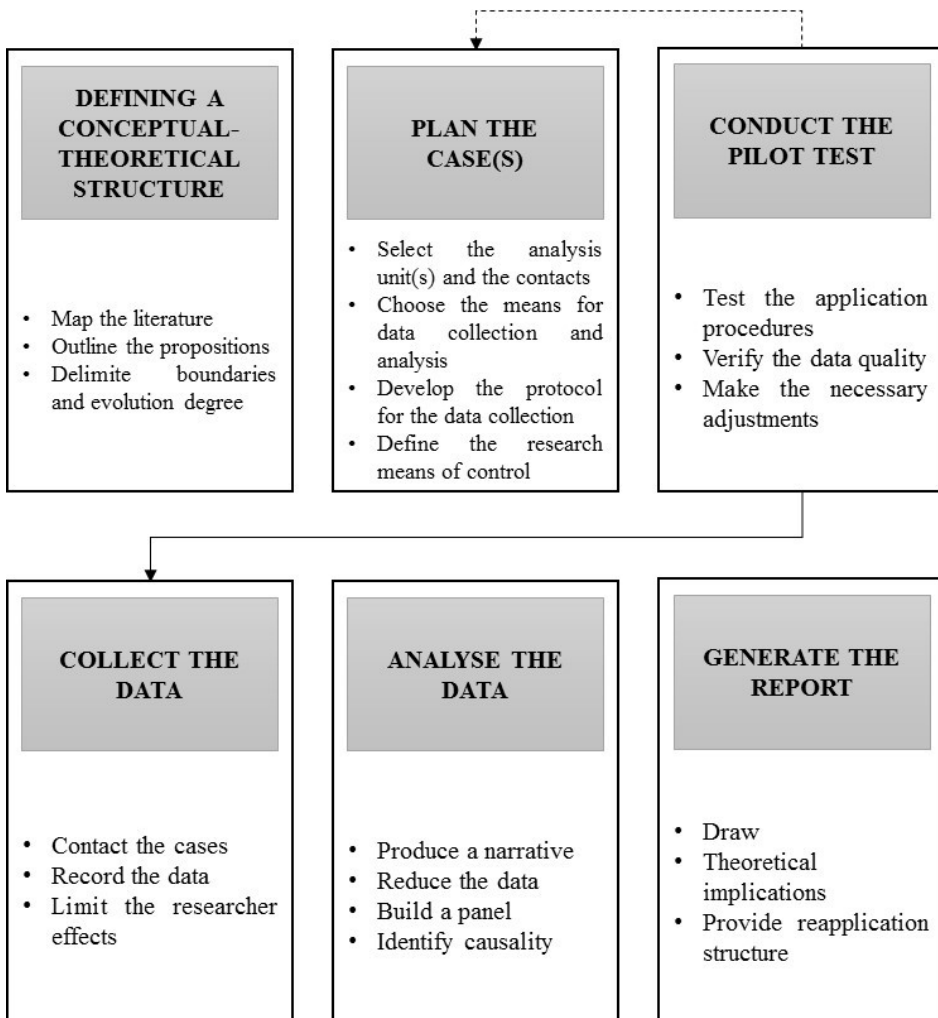 DEFINING A
CONCEPTUAL-
THEORETICAL
STRUCTURE
• Map the literature
• Outline the propositions
• Delimite boundaries
and evolution degree
PLAN THE
CASE(S)
• Select the analysis
unit(s) and the contacts
• Choose the means for
data collection and
analysis
• Develop the protocol
for the data collection
• Define the research
means of control
CONDUCT THE
PILOT TEST
• Test the application
procedures
• Verify the data quality
• Make the necessary
adjustments
COLLECT THE
DATA
• Contact the cases
• Record the data
• Limit the researcher
effects
ANALYSE THE
DATA
• Produce a narrative
• Reduce the data
• Build a panel
• Identify causality
GENERATE THE
REPORT
• Draw
• Theoretical
implications
• Provide reapplication
structure